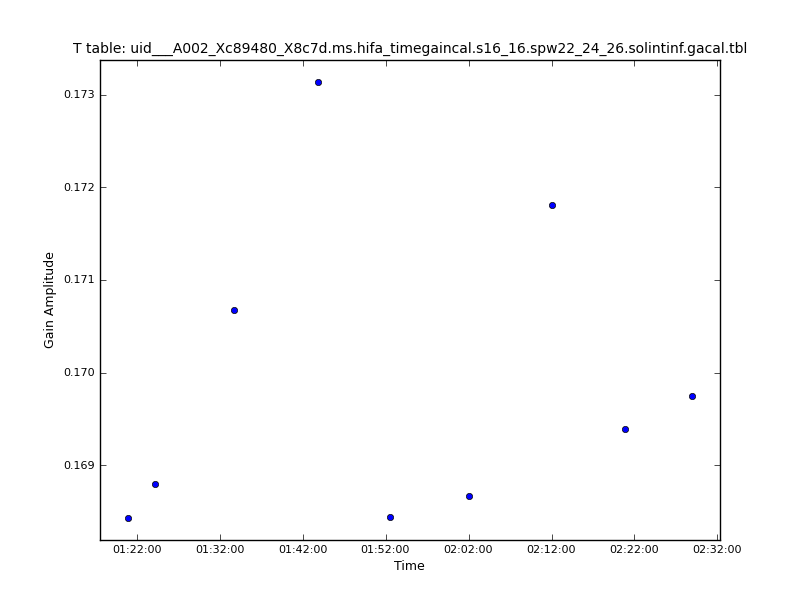 T table: uid___A002_Xc89480_X8c7d.ms.hifa_timegaincal.s16_16.spw22_24_26.solintinf.gacal.tbl
Gain Amplitude
0.173
0.172
0.171
0.170
0.169
01:22:00 01:32:00 01:42:00 01:52:00 02:02:00 02:12:00 02:22:00 02:32:00
Time